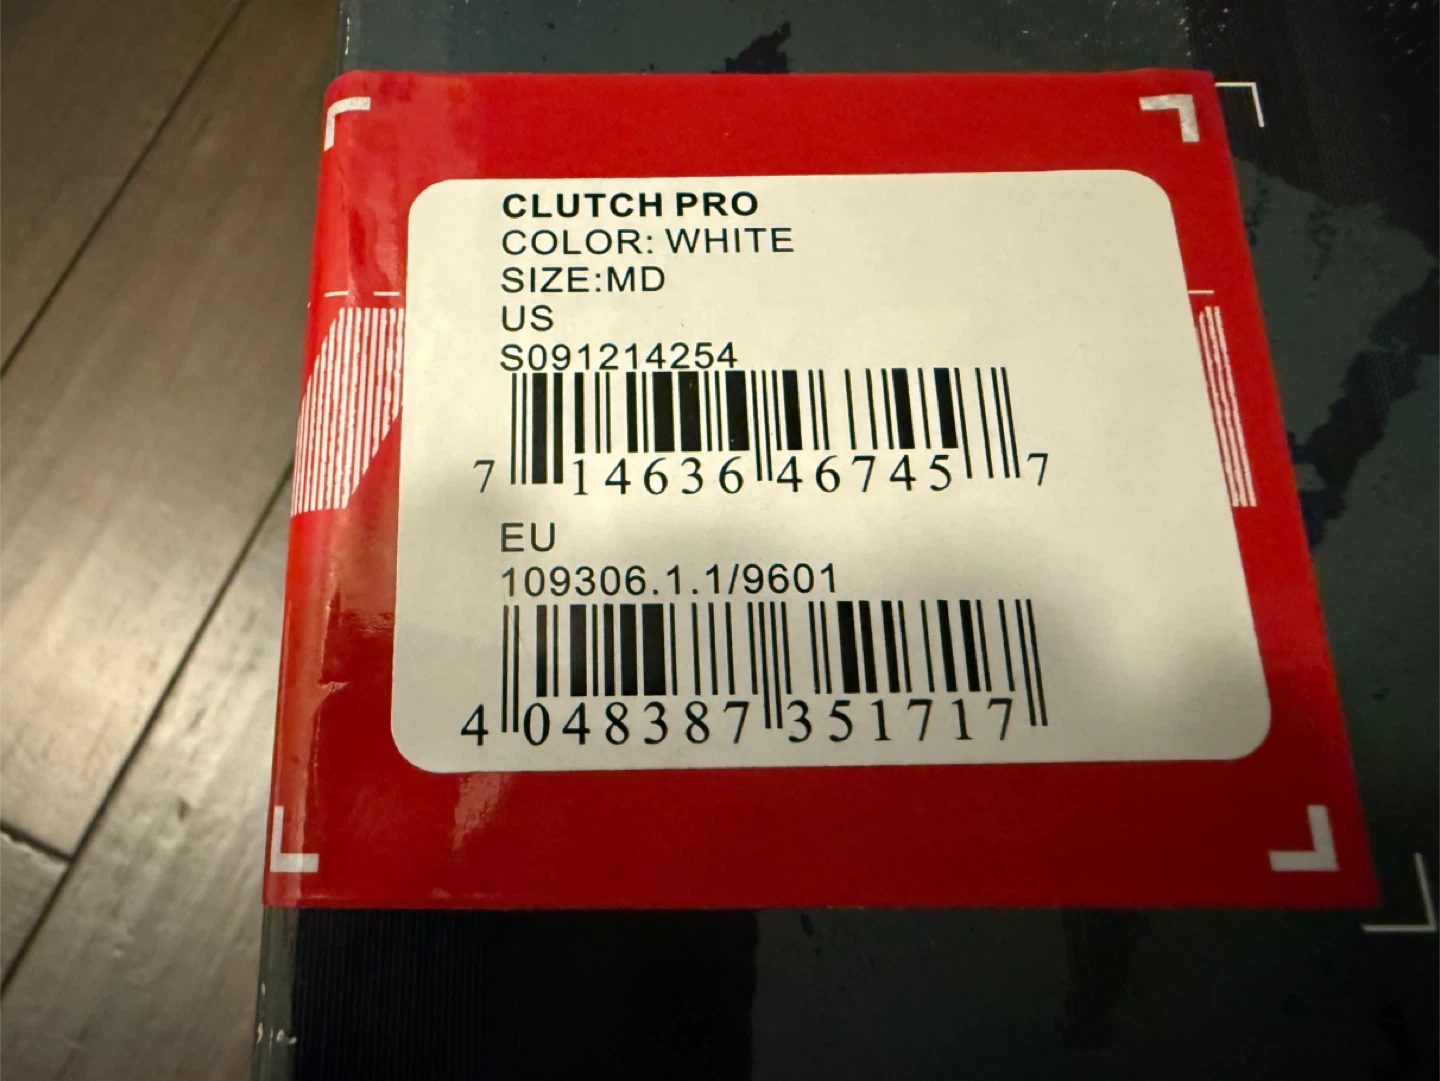 CLUTCH PRO
COLOR: WHITE
SIZE:MD
US
S091214254
7 14636 46745 7
EU
109306.1.1/9601
4 048387 351717